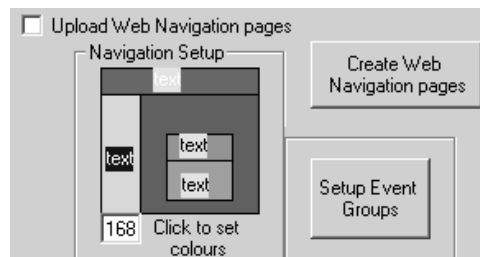 Upload Web Navigation pages
Navigation Setup
Create Web
Navigation pages
text
text
text
text
Setup Event
Groups
168
Click to set
colours